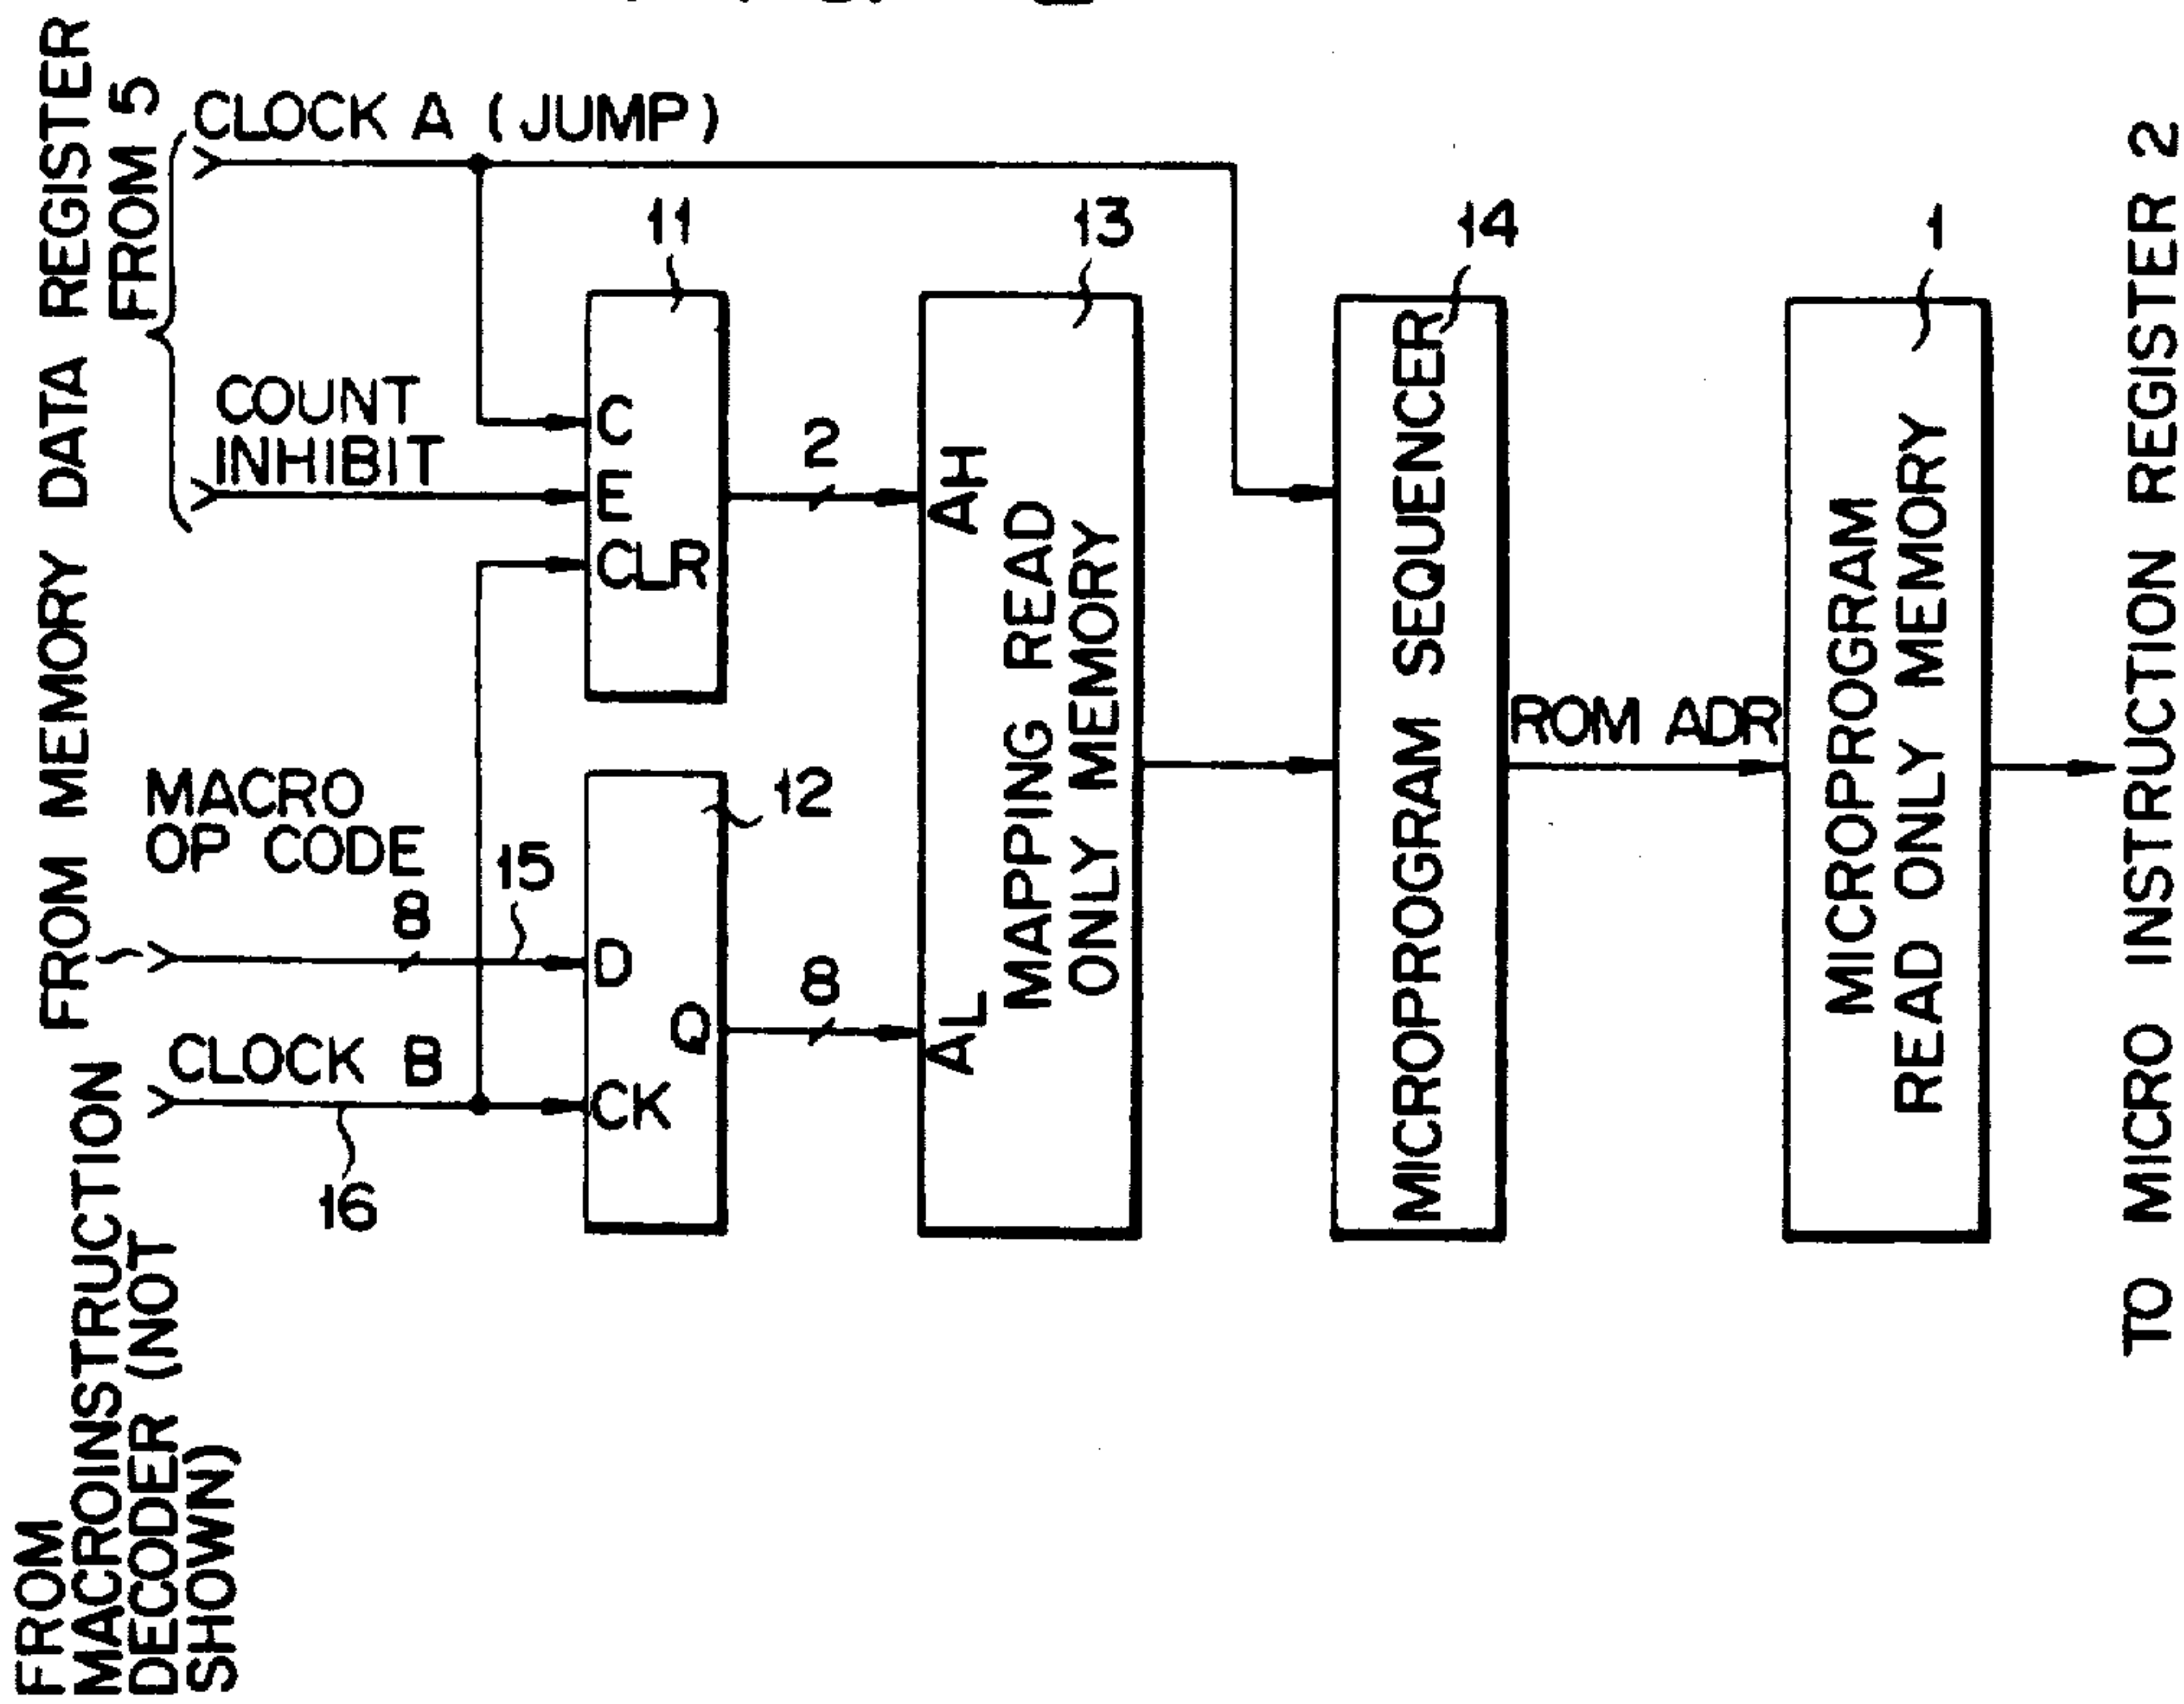 FROM MEMORY DATA REGISTER
FROM 5
CLOCK A (JUMP)
11
13
14
1
COUNT
INHIBIT
C
E
CLR
2
AH
MACRO
OP CODE
8
15
12
D
Q
8
AL
CLOCK B
CK
16
MAPPING READ
ONLY MEMORY
MICROPROGRAM SEQUENCER
ROM ADR
MICROPROGRAM
READ ONLY MEMORY
TO MICRO INSTRUCTION REGISTER 2
FROM
MACROINSTRUCTION
DECODER (NOT
SHOWN)